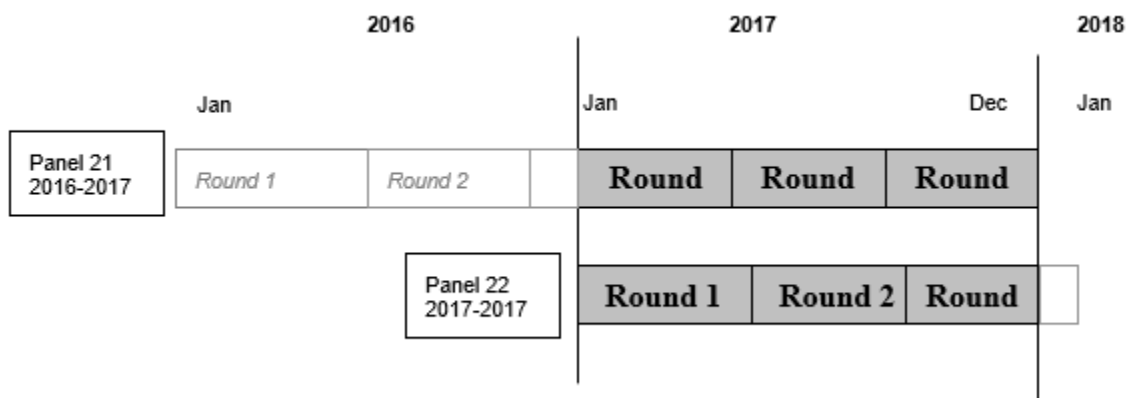 2016 2017 2018
Jan Jan Dec Jan
Panel 21
2016-2017
Round 1 Round 2 Round Round Round
Panel 22
2017-2017
Round 1 Round 2 Round